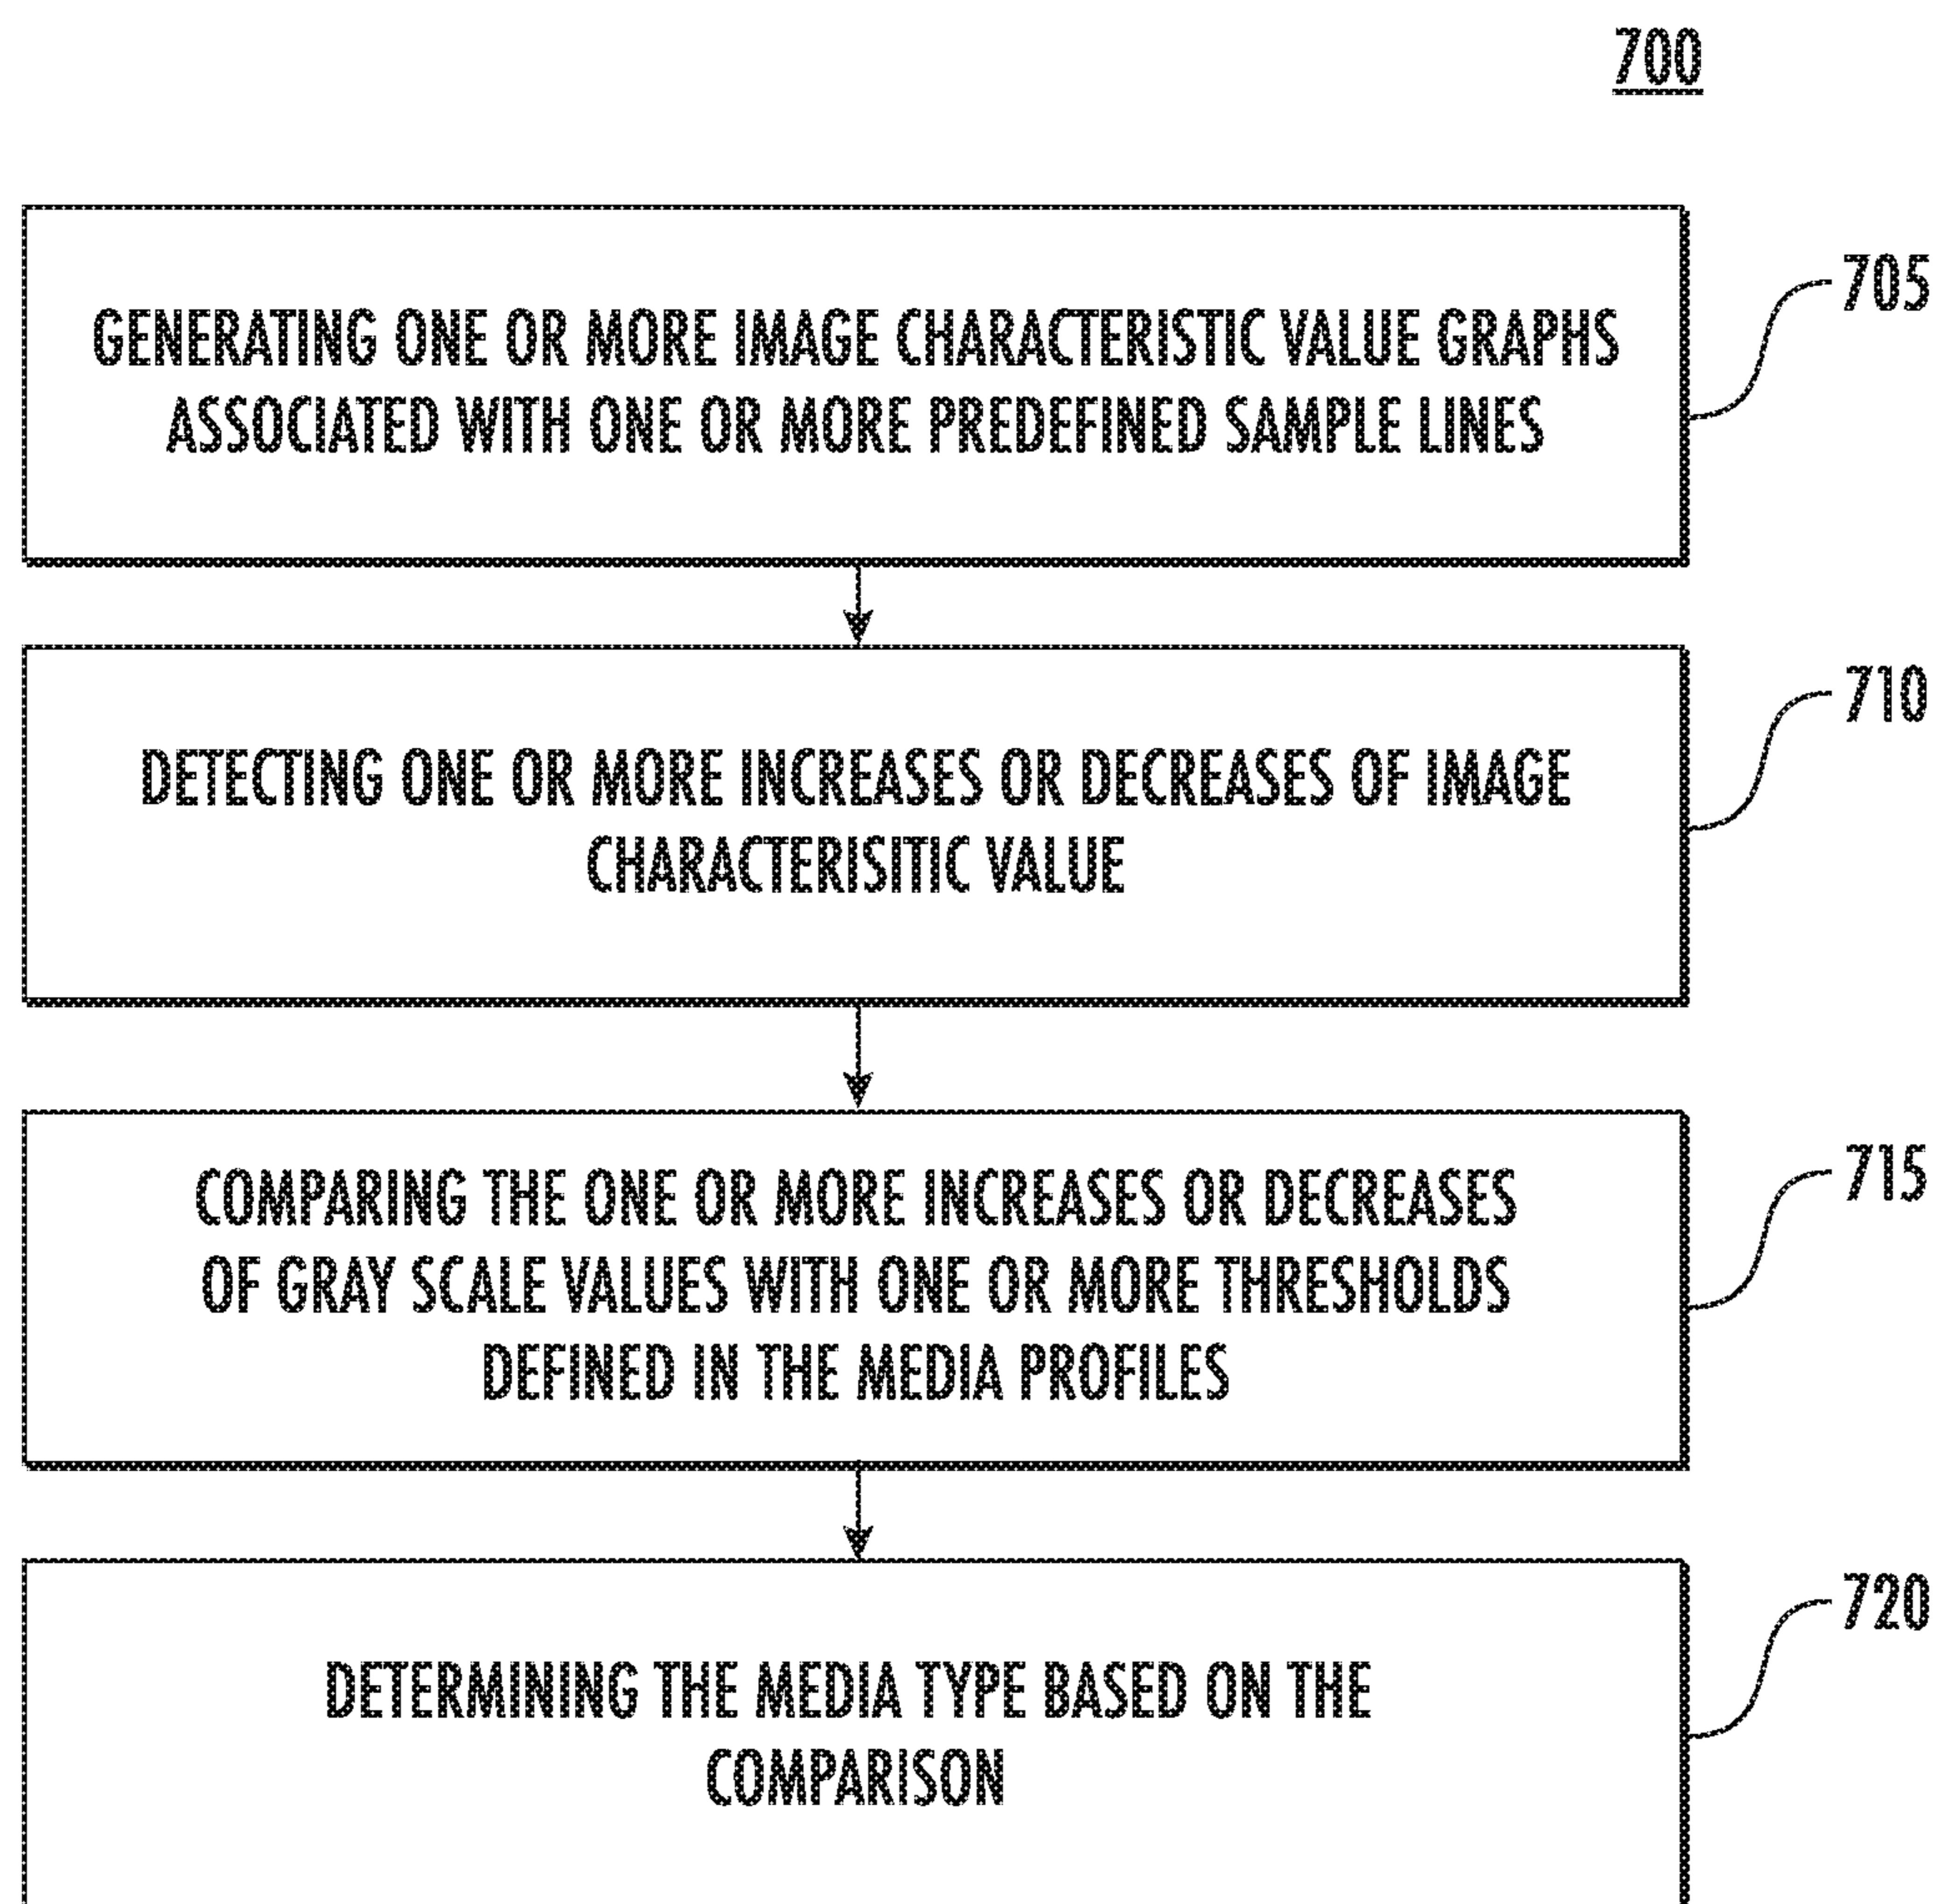 700
GENERATING ONE OR MORE IMAGE CHARACTERISTIC VALUE GRAPHS
ASSOCIATED WITH ONE OR MORE PREDEFINED SAMPLE LINES
705
DETECTING ONE OR MORE INCREASES OR DECREASES OF IMAGE
CHARACTERISITIC VALUE
710
COMPARING THE ONE OR MORE INCREASES OR DECREASES
OF GRAY SCALE VALUES WITH ONE OR MORE THRESHOLDS
DEFINED IN THE MEDIA PROFILES
715
DETERMINING THE MEDIA TYPE BASED ON THE
COMPARISON
720